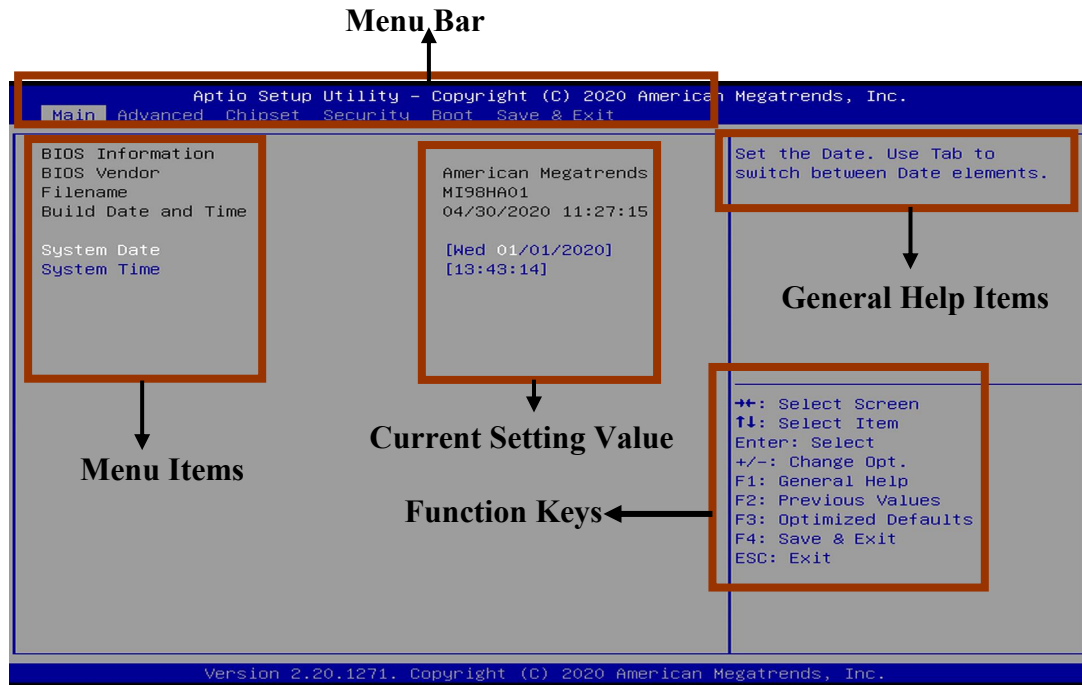 Menu Bar
Aptio Setup Utility – Copyright (C) 2020 American Megatrends, Inc.
Main Advanced Chipset Security Boot Save & Exit
BIOS Information
BIOS Vendor American Megatrends
Filename MI98HA01
Build Date and Time 04/30/2020 11:27:15
System Date [Wed 01/01/2020]
System Time [13:43:14]
Set the Date. Use Tab to
switch between Date elements.
General Help Items
Menu Items
Current Setting Value
Function Keys
→←: Select Screen
↑↓: Select Item
Enter: Select
+/-: Change Opt.
F1: General Help
F2: Previous Values
F3: Optimized Defaults
F4: Save & Exit
ESC: Exit
Version 2.20.1271. Copyright (C) 2020 American Megatrends, Inc.